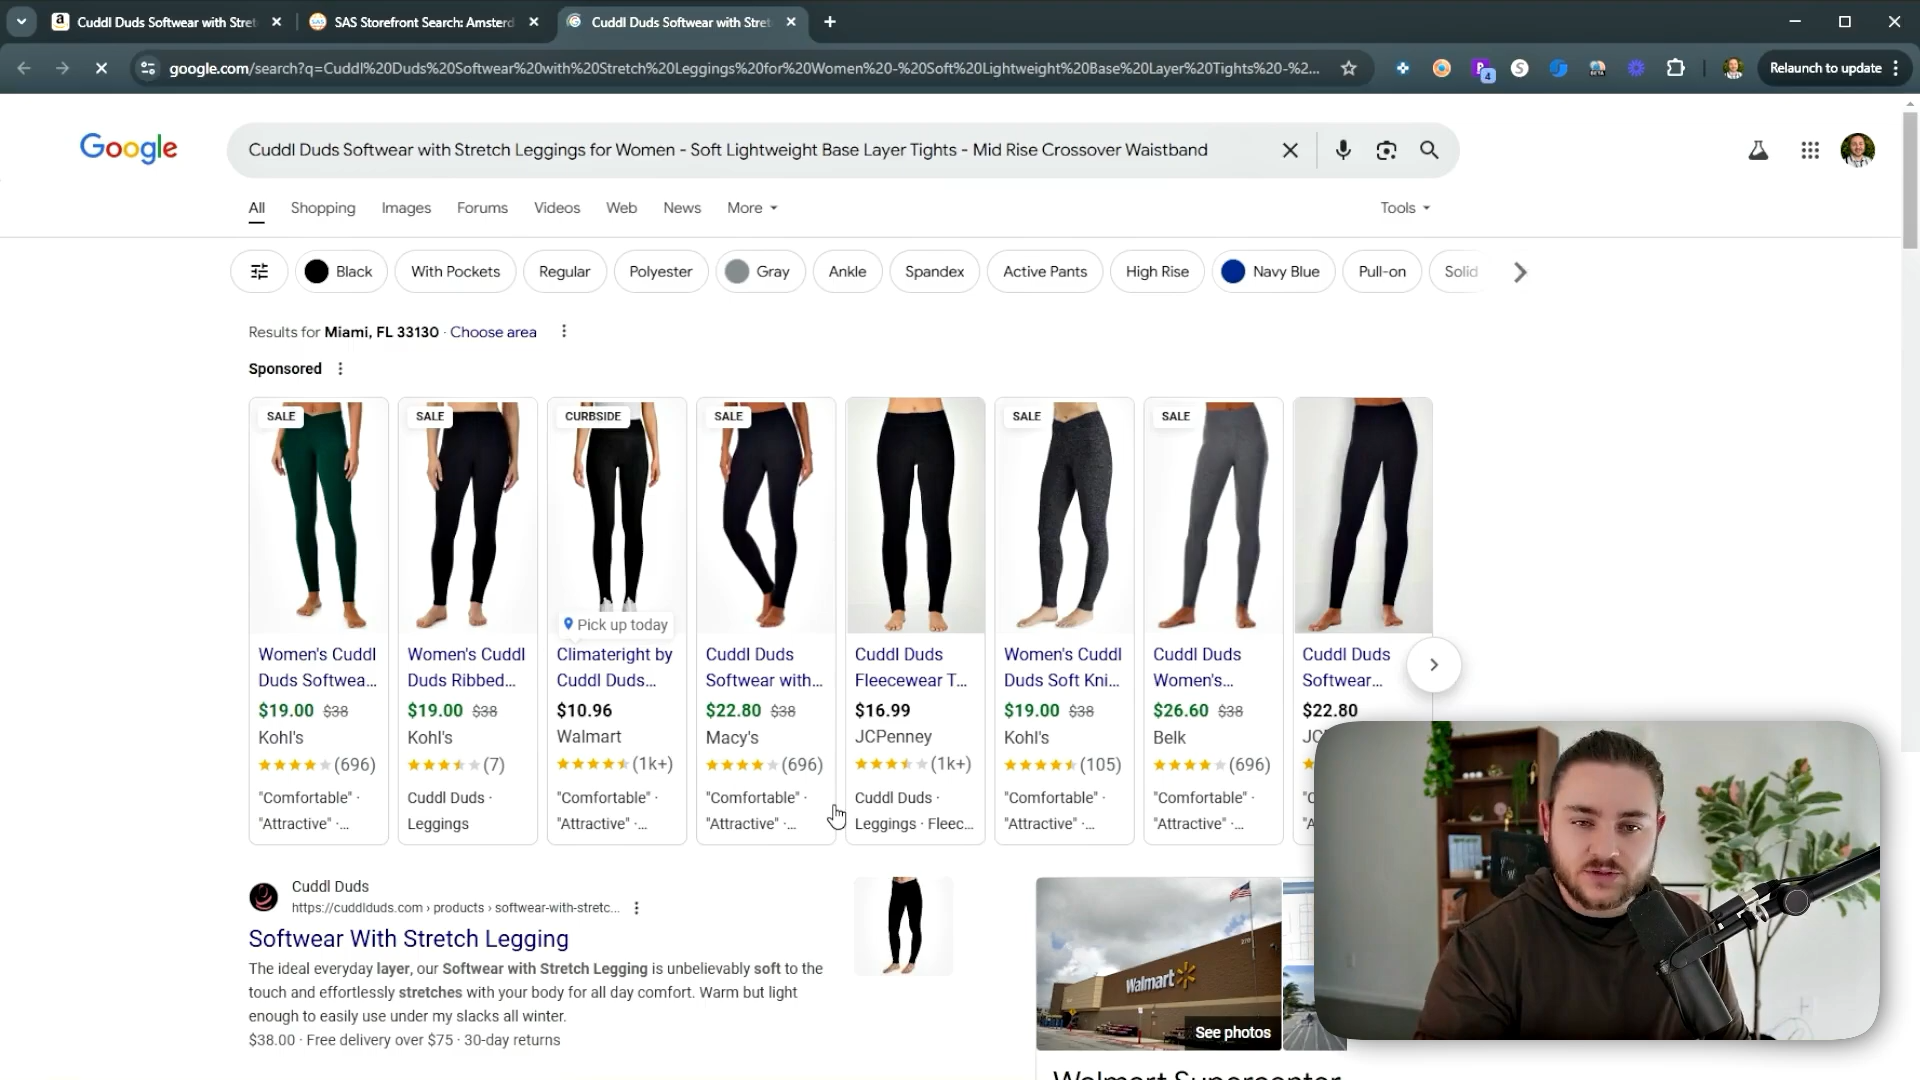 Cuddl Duds Softwear with Stret
SAS Storefront Search: Amsterd
Cuddl Duds Softwear with Stret
google.com/search?q=Cuddl%20Duds%20Softwear%20with%20Stretch%20Leggings%20for%20Women%20-%20Soft%20Lightweight%20Base%20Layer%20Tights%20-%2...
4
BETA
Relaunch to update
Google
Cuddl Duds Softwear with Stretch Leggings for Women - Soft Lightweight Base Layer Tights - Mid Rise Crossover Waistband
All Shopping Images Forums Videos Web News More Tools
Black With Pockets Regular Polyester Gray Ankle Spandex Active Pants High Rise Navy Blue Pull-on Solid
Results for Miami, FL 33130 · Choose area
Sponsored
SALE
Women's Cuddl
Duds Softwea...
$19.00 $38
Kohl's
(696)
"Comfortable" ·
"Attractive" ·...
SALE
Women's Cuddl
Duds Ribbed...
$19.00 $38
Kohl's
(7)
Cuddl Duds ·
Leggings
CURBSIDE
Pick up today
Climateright by
Cuddl Duds...
$10.96
Walmart
(1k+)
"Comfortable" ·
"Attractive" ·...
SALE
Cuddl Duds
Softwear with...
$22.80 $38
Macy's
(696)
"Comfortable" ·
"Attractive" ·...
Cuddl Duds
Fleecewear T...
$16.99
JCPenney
(1k+)
Cuddl Duds ·
Leggings · Fleec...
SALE
Women's Cuddl
Duds Soft Kni...
$19.00 $38
Kohl's
(105)
"Comfortable" ·
"Attractive" ·...
SALE
Cuddl Duds
Women's...
$26.60 $38
Belk
(696)
"Comfortable" ·
"Attractive" ·...
Cuddl Duds
Softwear...
$22.80
Cuddl Duds
https://cuddlduds.com › products › softwear-with-stretc...
Softwear With Stretch Legging
The ideal everyday layer, our Softwear with Stretch Legging is unbelievably soft to the
touch and effortlessly stretches with your body for all day comfort. Warm but light
enough to easily use under my slacks all winter.
$38.00 · Free delivery over $75 · 30-day returns
Walmart
See photos
Walmart Supercenter